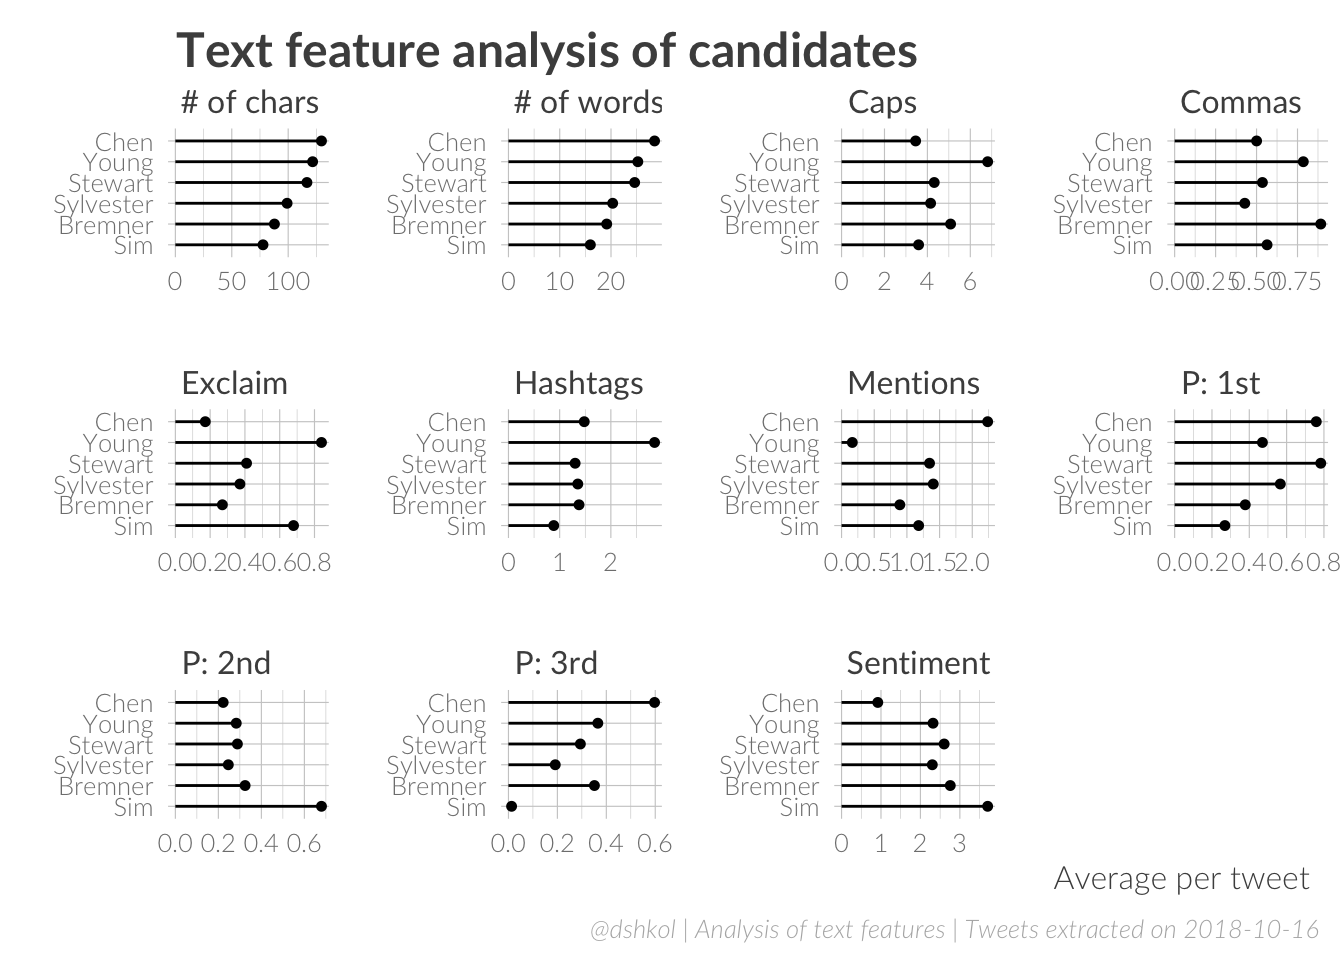 Text feature analysis of candidates
# of chars
Chen
Young
Stewart
Sylvester
Bremner
Sim
0 50 100
# of words
Chen
Young
Stewart
Sylvester
Bremner
Sim
0 10 20
Caps
Chen
Young
Stewart
Sylvester
Bremner
Sim
0 2 4 6
Commas
Chen
Young
Stewart
Sylvester
Bremner
Sim
0.00 0.25 0.50 0.75
Exclaim
Chen
Young
Stewart
Sylvester
Bremner
Sim
0.0 0.2 0.4 0.6 0.8
Hashtags
Chen
Young
Stewart
Sylvester
Bremner
Sim
0 1 2
Mentions
Chen
Young
Stewart
Sylvester
Bremner
Sim
0.0 0.5 1.0 1.5 2.0
P: 1st
Chen
Young
Stewart
Sylvester
Bremner
Sim
0.0 0.2 0.4 0.6 0.8
P: 2nd
Chen
Young
Stewart
Sylvester
Bremner
Sim
0.0 0.2 0.4 0.6
P: 3rd
Chen
Young
Stewart
Sylvester
Bremner
Sim
0.0 0.2 0.4 0.6
Sentiment
Chen
Young
Stewart
Sylvester
Bremner
Sim
0 1 2 3
Average per tweet
@dshkol | Analysis of text features | Tweets extracted on 2018-10-16